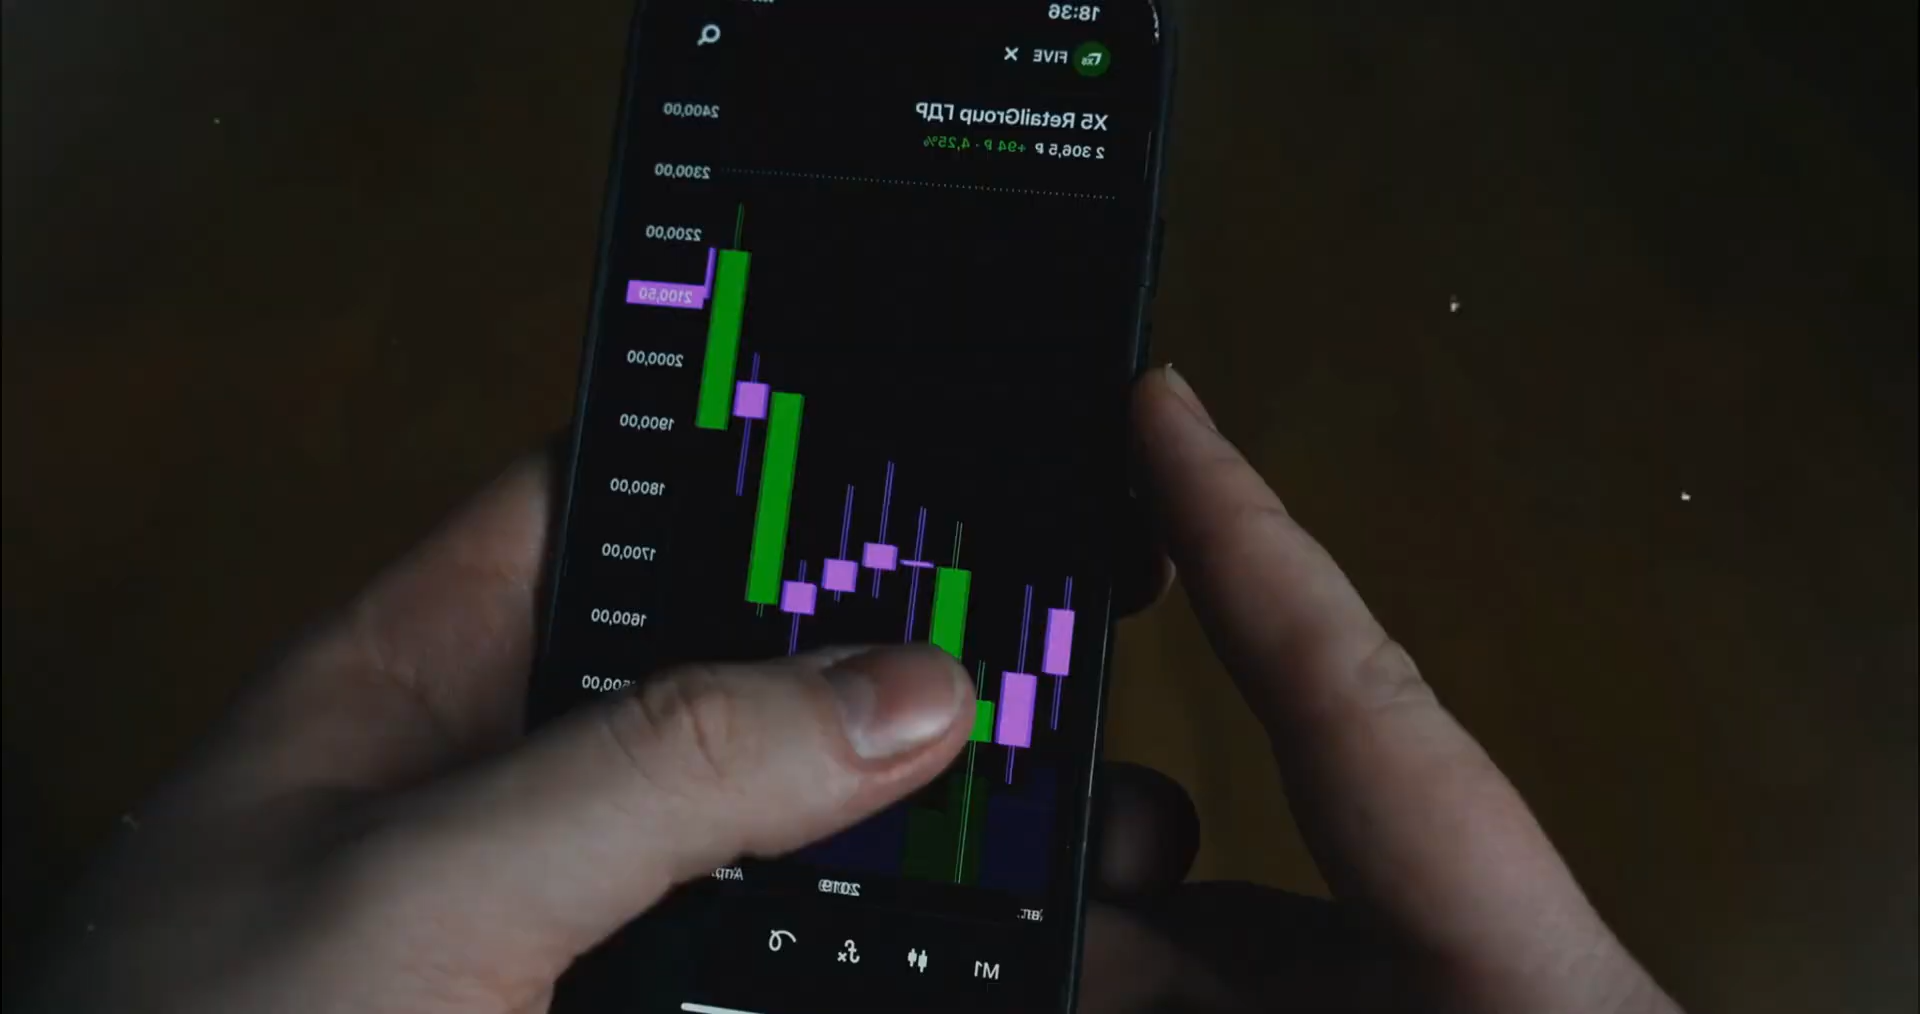 18:36
FIVE
X5 RetailGroup ГДР
2 306,5 ₽ +94 ₽ · 4,25%
2400,00
2300,00
2200,00
2100,50
2000,00
1900,00
1800,00
1700,00
1600,00
2019
M1